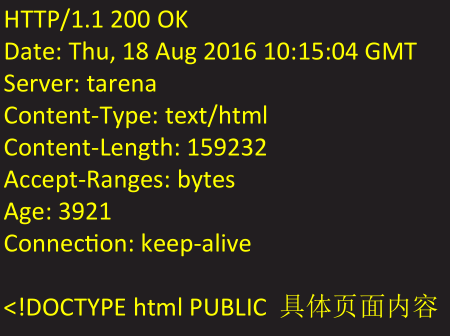 HTTP/1.1 200 OK
Date: Thu, 18 Aug 2016 10:15:04 GMT
Server: tarena
Content-Type: text/html
Content-Length: 159232
Accept-Ranges: bytes
Age: 3921
Connection: keep-alive
<!DOCTYPE html PUBLIC 具体页面内容